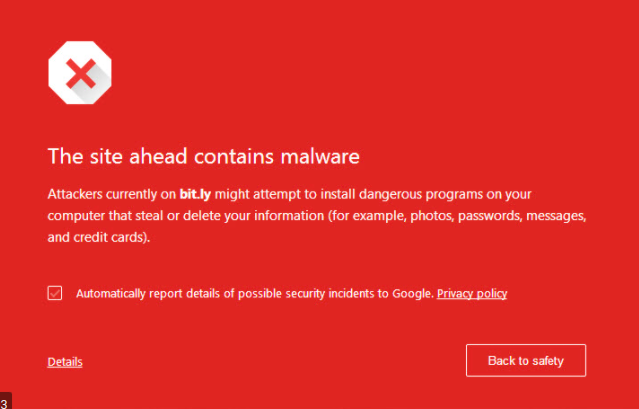 The site ahead contains malware
Attackers currently on bit.ly might attempt to install dangerous programs on your
computer that steal or delete your information (for example, photos, passwords, messages,
and credit cards).
Automatically report details of possible security incidents to Google. Privacy policy
Details
Back to safety
3